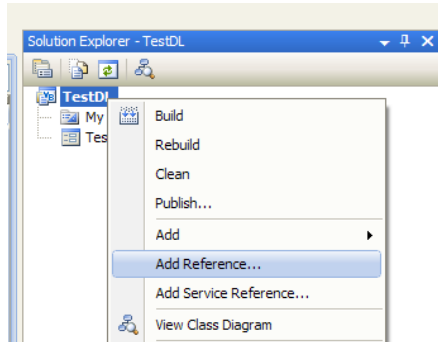 Solution Explorer - TestDL
TestDL
My
Tes
Build
Rebuild
Clean
Publish...
Add
Add Reference...
Add Service Reference...
View Class Diagram